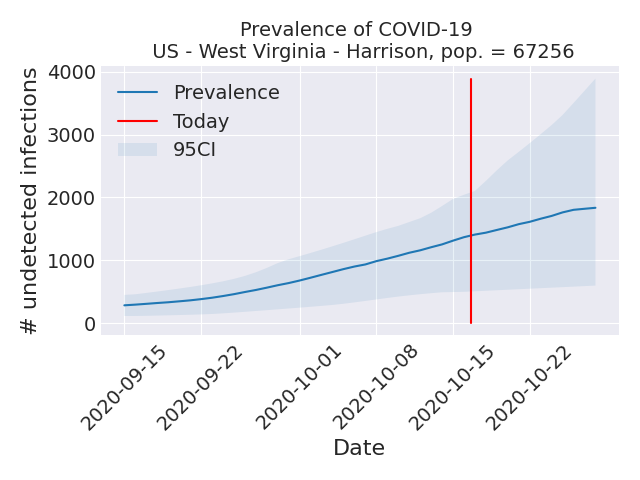 Prevalence of COVID-19
US - West Virginia - Harrison, pop. = 67256
# undetected infections
4000
3000
2000
1000
0
Prevalence
Today
95CI
2020-09-15
2020-09-22
2020-10-01
2020-10-08
2020-10-15
2020-10-22
Date